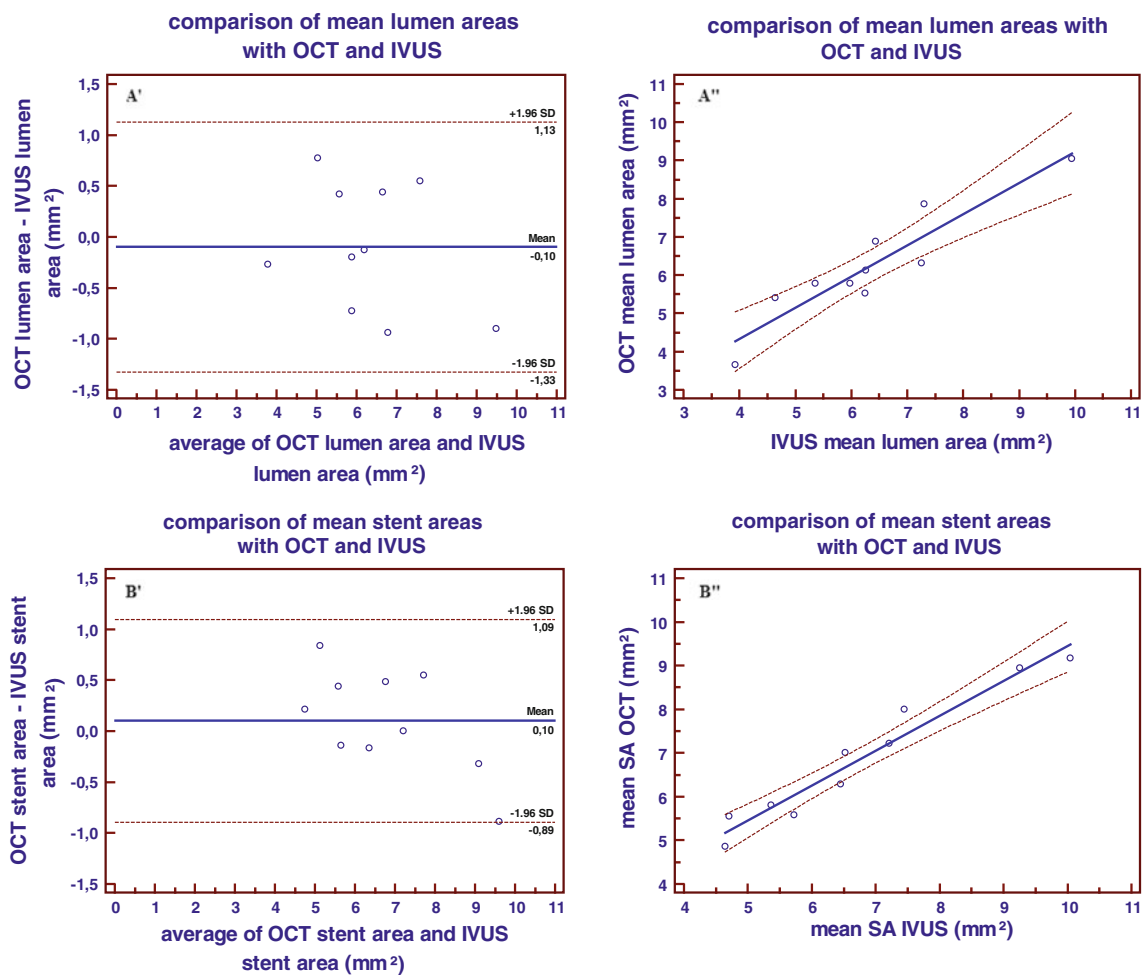 comparison of mean lumen areas
with OCT and IVUS
OCT lumen area - IVUS lumen
area (mm²)
A'
1,5
1,0
0,5
0,0
-0,5
-1,0
-1,5
+1.96 SD
1,13
Mean
-0,10
-1.96 SD
-1,33
0 1 2 3 4 5 6 7 8 9 10 11
average of OCT lumen area and IVUS
lumen area (mm²)
comparison of mean lumen areas with
OCT and IVUS
OCT mean lumen area (mm²)
A"
11
10
9
8
7
6
5
4
3
3 4 5 6 7 8 9 10 11
IVUS mean lumen area (mm²)
comparison of mean stent areas
with OCT and IVUS
OCT stent area - IVUS stent
area (mm²)
B'
1,5
1,0
0,5
0,0
-0,5
-1,0
-1,5
+1.96 SD
1,09
Mean
0,10
-1.96 SD
-0,89
0 1 2 3 4 5 6 7 8 9 10 11
average of OCT stent area and IVUS
stent area (mm²)
comparison of mean stent areas
with OCT and IVUS
mean SA OCT (mm²)
B"
11
10
9
8
7
6
5
4
4 5 6 7 8 9 10 11
mean SA IVUS (mm²)